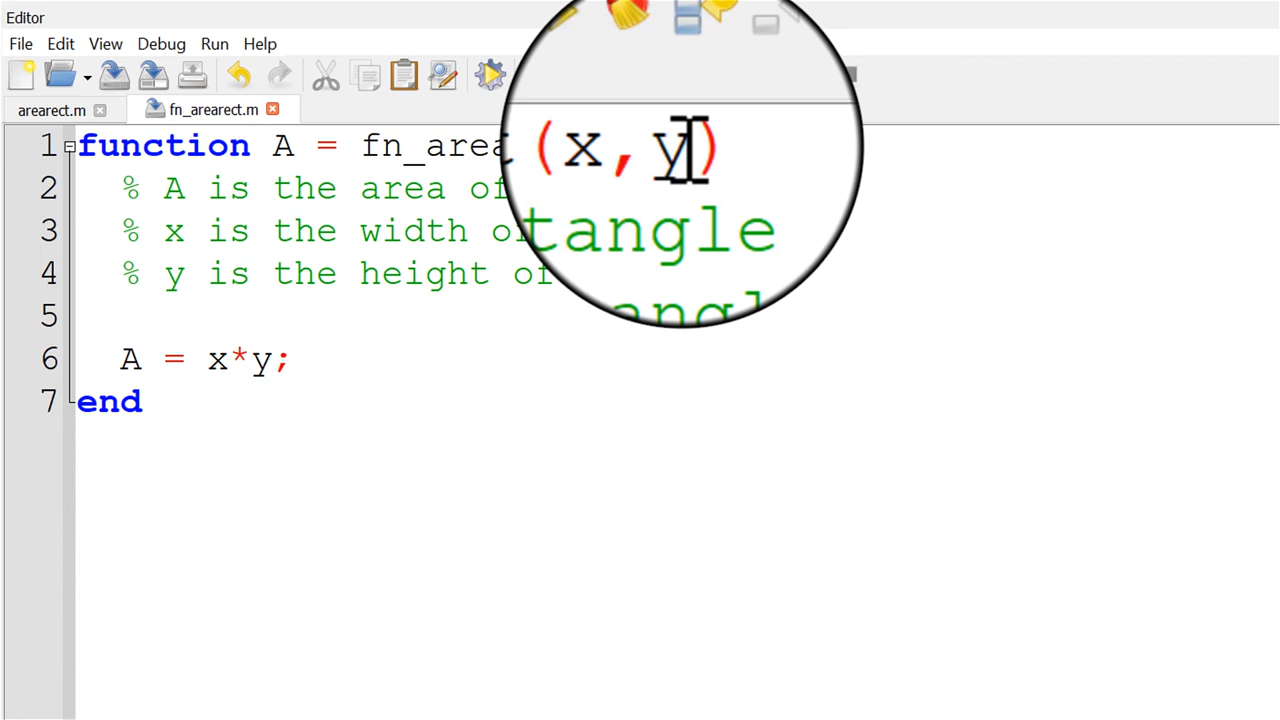 Editor
File Edit View Debug Run Help
arearect.m fn_arearect.m
1 function A = fn_area (x,y)
2 % A is the area of tangle
3 % x is the width
4 % y is the height of
5
6 A = x*y;
7 end